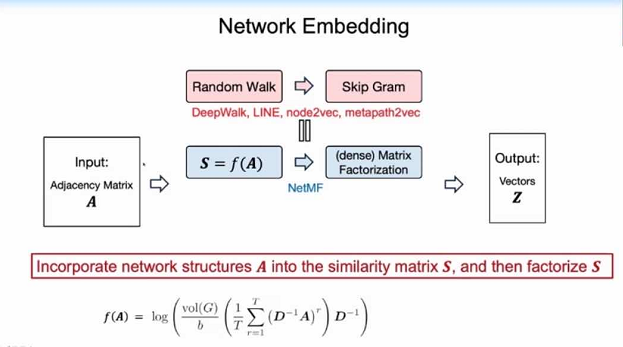 Network Embedding
Random Walk
Skip Gram
DeepWalk, LINE, node2vec, metapath2vec
Input:
Adjacency Matrix
A
S = f(A)
(dense) Matrix
Factorization
NetMF
Output:
Vectors
Z
Incorporate network structures A into the similarity matrix S, and then factorize S
f(A) = log ( vol(G) / b ( 1 / T ∑_{r=1}^{T} (D⁻¹A)^r ) D⁻¹ )